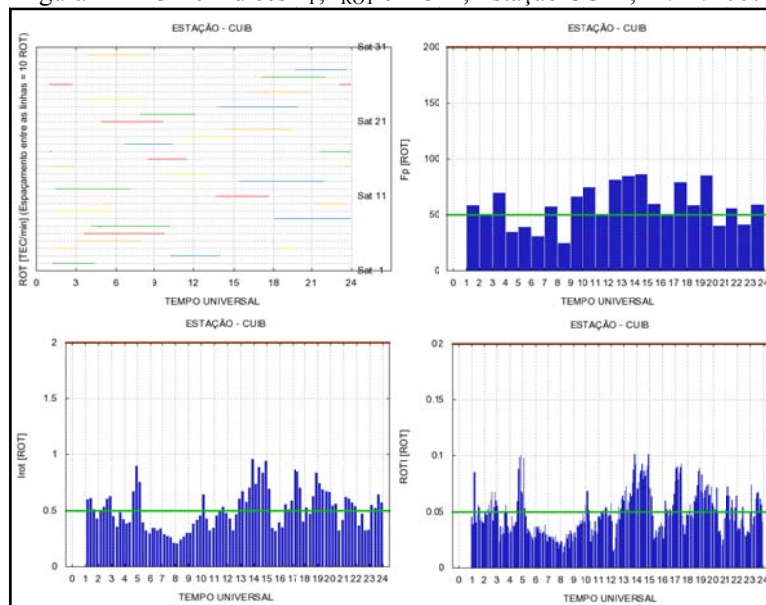 ESTAÇÃO - CUIB
ROT [TEC/min] (Espaçamento entre as linhas = 10 ROT)
Sat 31
Sat 21
Sat 11
Sat 1
0 3 6 9 12 15 18 21 24
TEMPO UNIVERSAL
ESTAÇÃO - CUIB
Fp [ROT]
200
150
100
50
0
0 1 2 3 4 5 6 7 8 9 10 11 12 13 14 15 16 17 18 19 20 21 22 23 24
TEMPO UNIVERSAL
ESTAÇÃO - CUIB
Irot [ROT]
2
1.5
1
0.5
0
0 1 2 3 4 5 6 7 8 9 10 11 12 13 14 15 16 17 18 19 20 21 22 23 24
TEMPO UNIVERSAL
ESTAÇÃO - CUIB
ROTI [ROT]
0.2
0.15
0.1
0.05
0
0 1 2 3 4 5 6 7 8 9 10 11 12 13 14 15 16 17 18 19 20 21 22 23 24
TEMPO UNIVERSAL